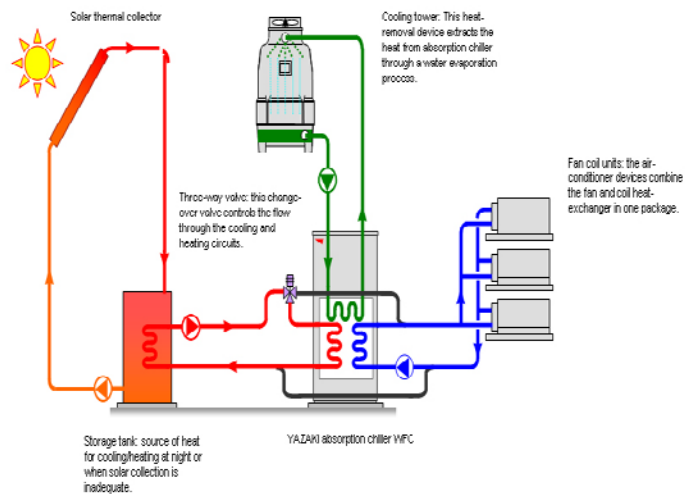 Solar thermal collector
Cooling tower: This heat-
removal device extracts the
heat from absorption chiller
through a water evaporation
process.
Fan coil units: the air-
conditioner devices combine
the fan and coil heat-
exchanger in one package.
Three-way valve: this change-
over valve controls the flow
through the cooling and
heating circuits.
Storage tank: source of heat
for cooling/heating at night or
when solar collection is
inadequate.
YAZAKI absorption chiller WFC